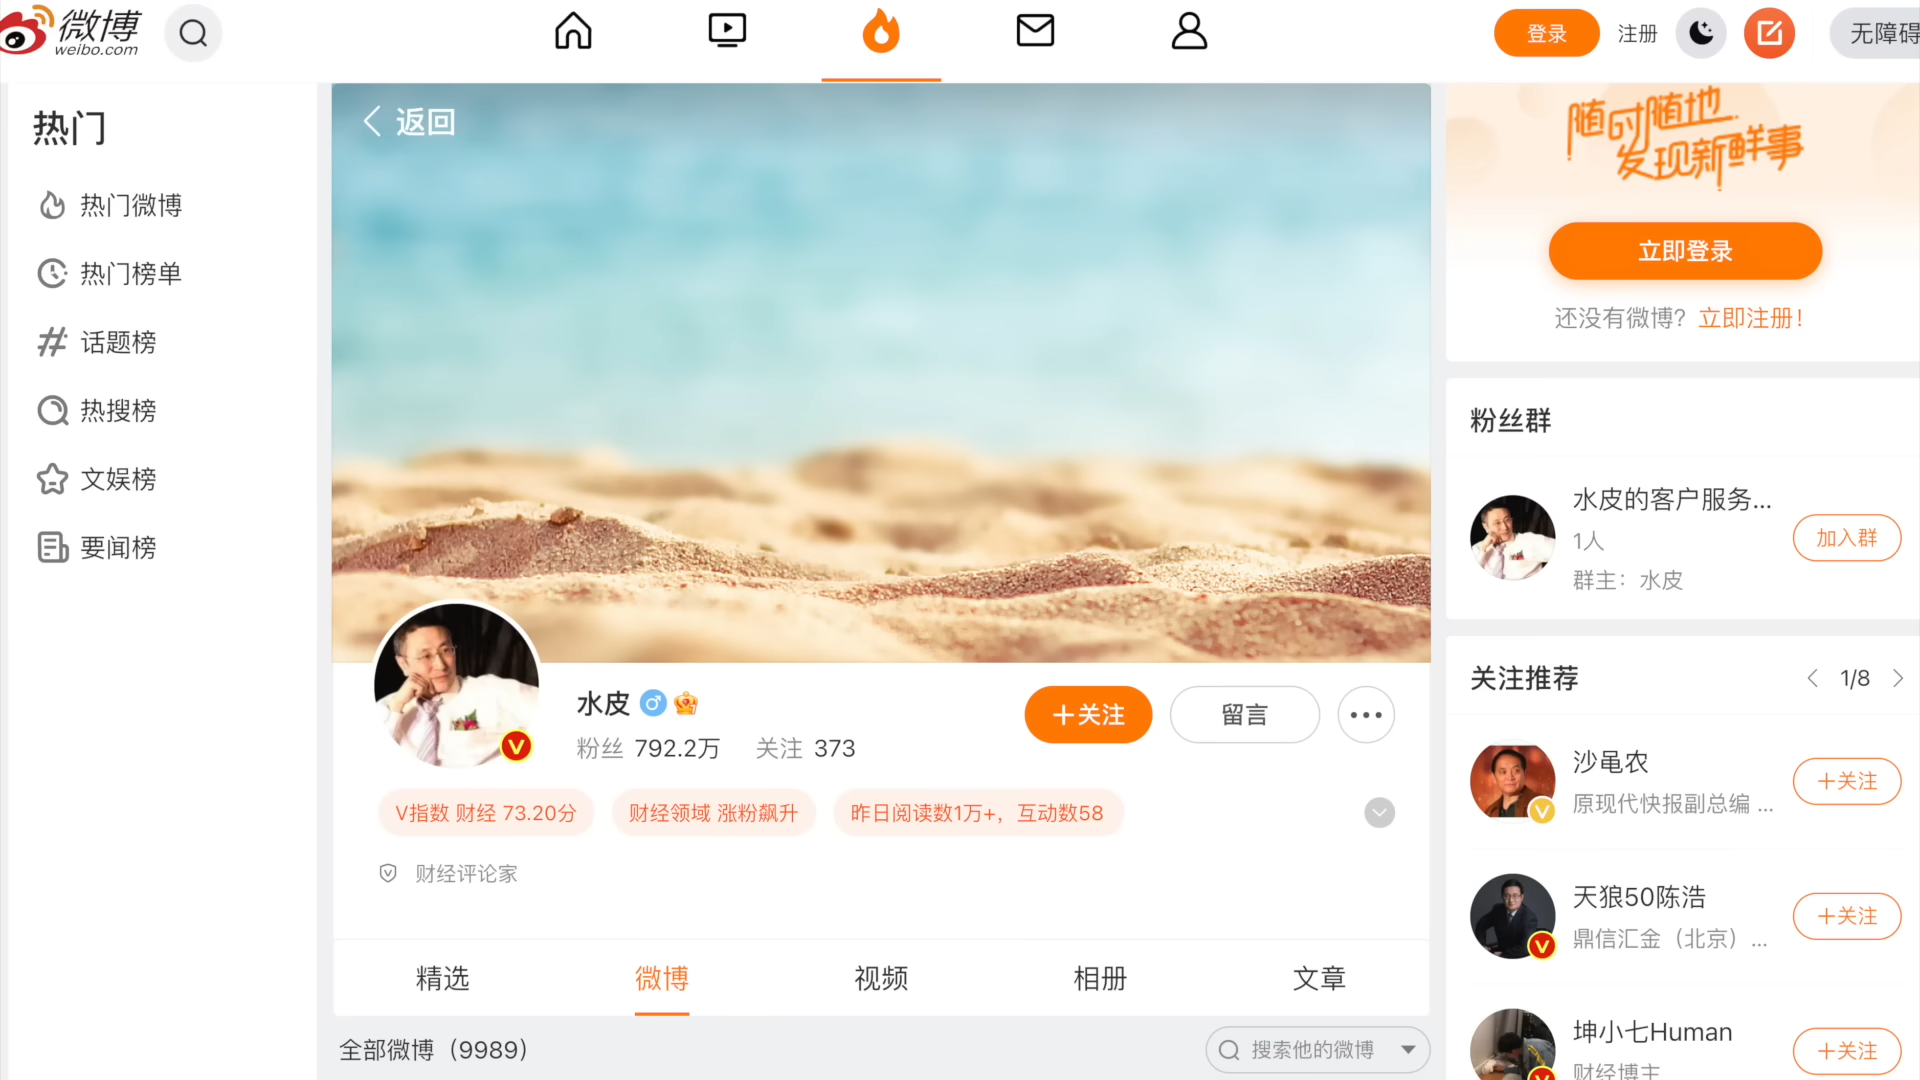 微博
weibo.com
登录
注册
无障碍
热门
热门微博
热门榜单
话题榜
热搜榜
文娱榜
要闻榜
返回
水皮
粉丝 792.2万 关注 373
+关注
留言
V指数 财经 73.20分
财经领域 涨粉飙升
昨日阅读数1万+，互动数58
财经评论家
精选
微博
视频
相册
文章
全部微博（9989）
搜索他的微博
随时随地
发现新鲜事
立即登录
还没有微博？立即注册！
粉丝群
水皮的客户服务...
1人
群主：水皮
加入群
关注推荐
1/8
沙黾农
原现代快报副总编 ...
+关注
天狼50陈浩
鼎信汇金（北京）...
+关注
坤小七Human
财经博主
+关注